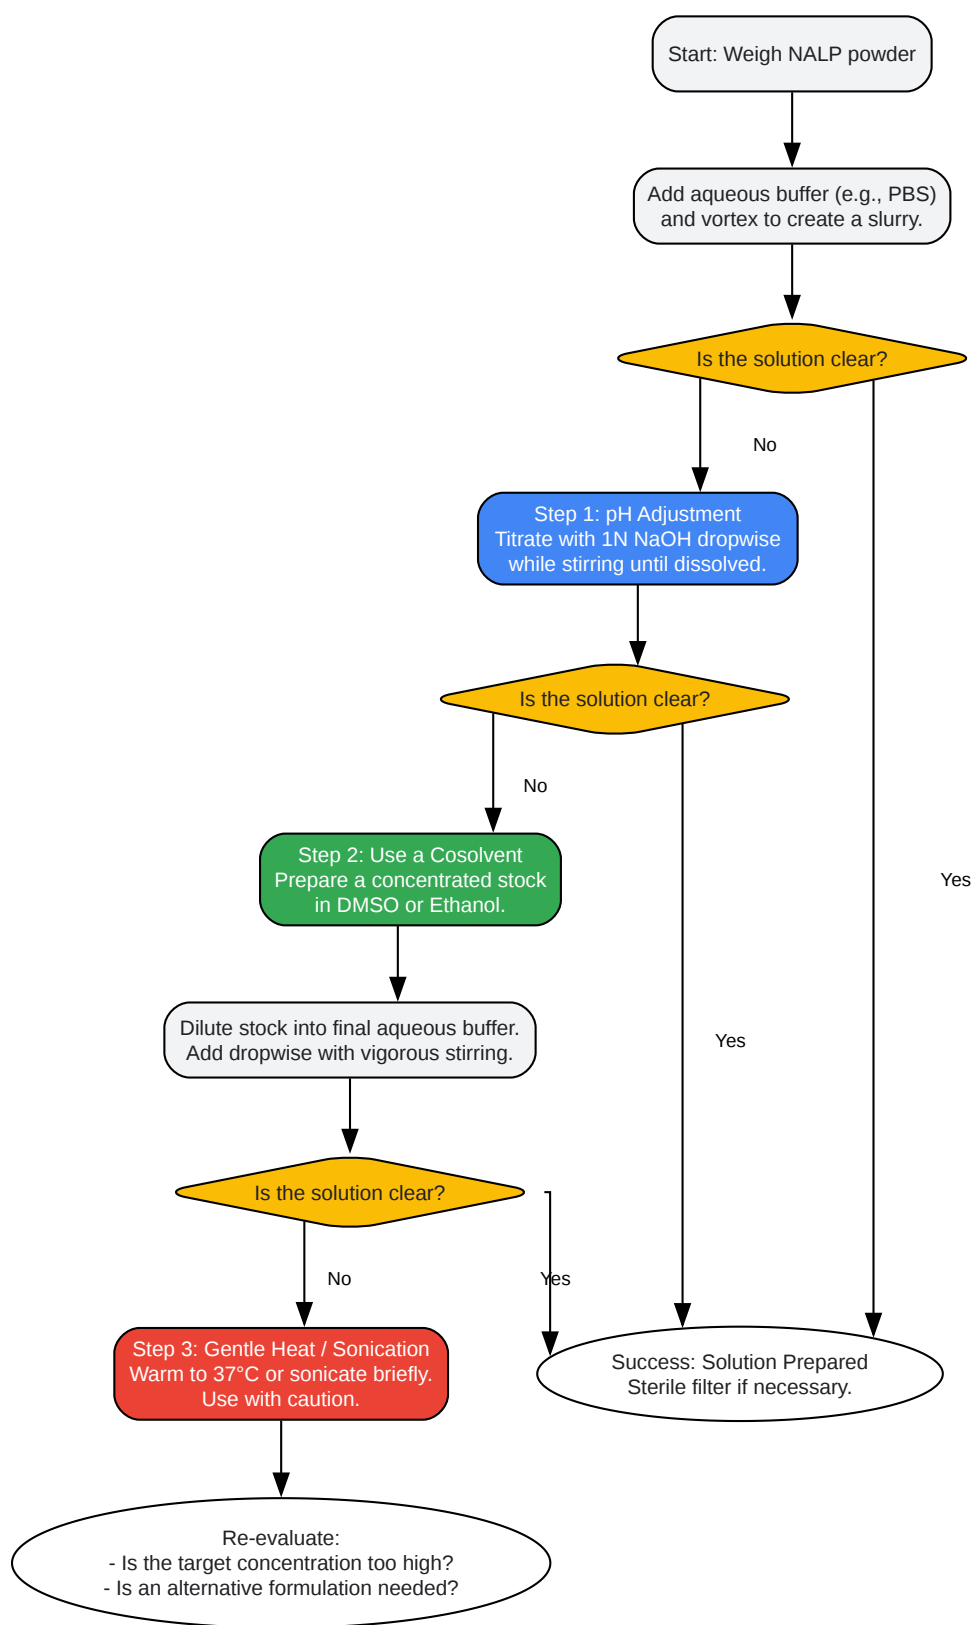 Start: Weigh NALP powder
Add aqueous buffer (e.g., PBS)
and vortex to create a slurry.
Is the solution clear?
No
Step 1: pH Adjustment
Titrate with 1N NaOH dropwise
while stirring until dissolved.
Is the solution clear?
No
Step 2: Use a Cosolvent
Prepare a concentrated stock
in DMSO or Ethanol.
Yes
Dilute stock into final aqueous buffer.
Add dropwise with vigorous stirring.
Yes
Is the solution clear?
No
Yes
Step 3: Gentle Heat / Sonication
Warm to 37°C or sonicate briefly.
Use with caution.
Success: Solution Prepared
Sterile filter if necessary.
Re-evaluate:
- Is the target concentration too high?
- Is an alternative formulation needed?